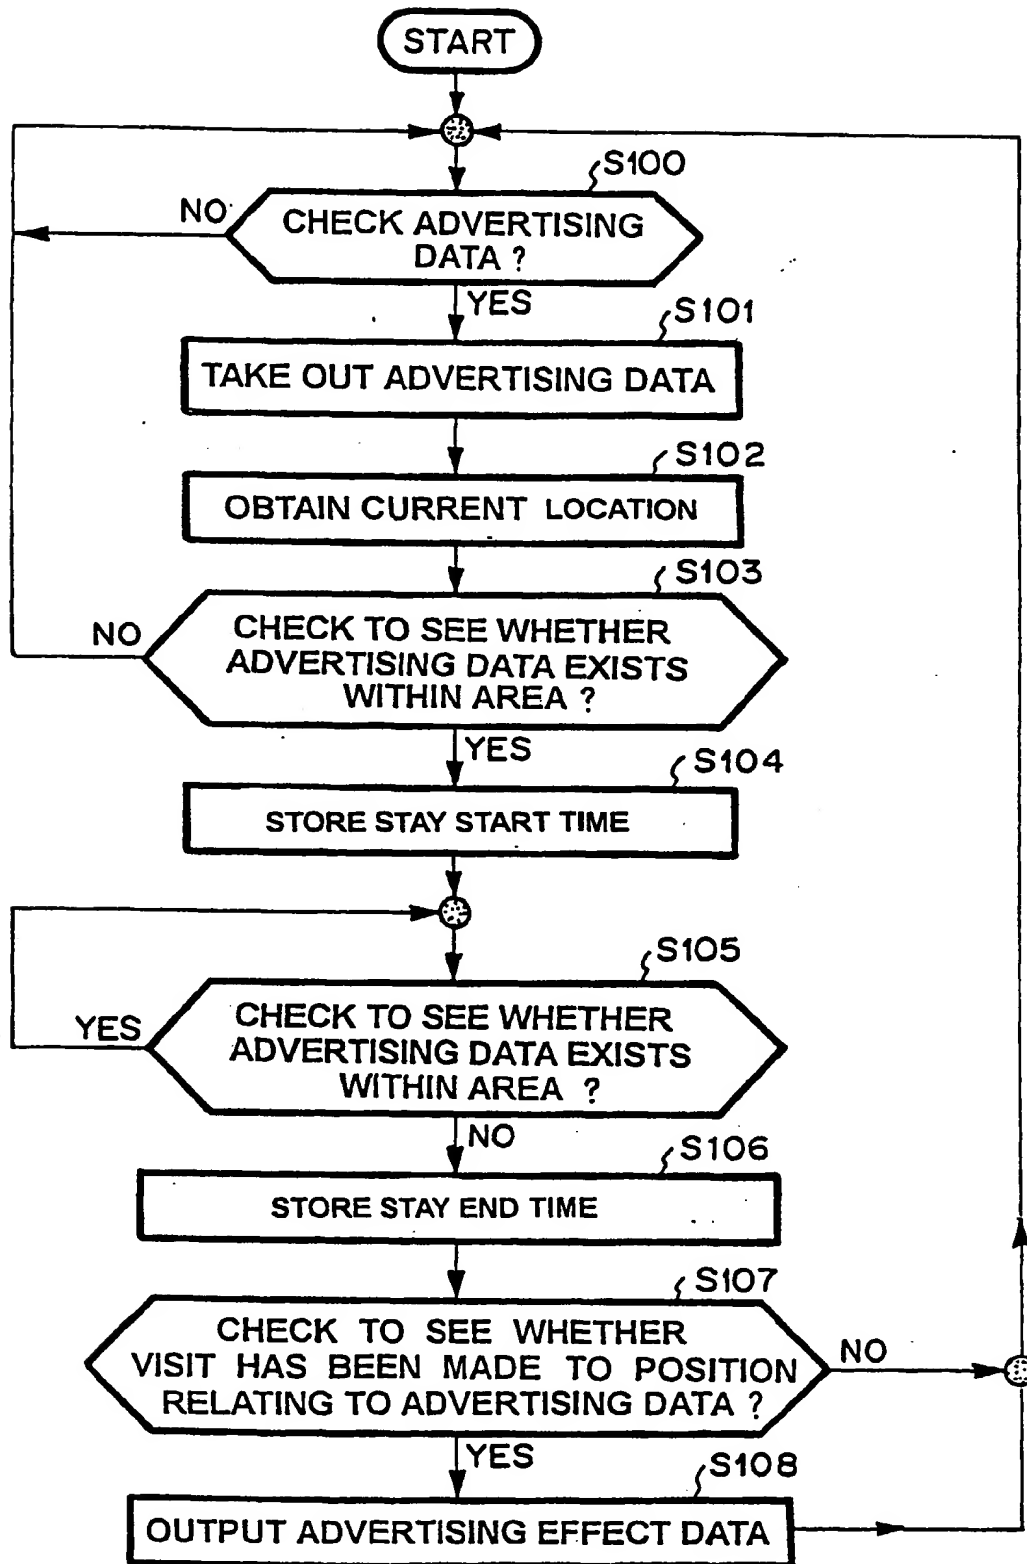 START
S100
NO
CHECK ADVERTISING
DATA ?
YES
S101
TAKE OUT ADVERTISING DATA
S102
OBTAIN CURRENT LOCATION
S103
NO
CHECK TO SEE WHETHER
ADVERTISING DATA EXISTS
WITHIN AREA ?
YES
S104
STORE STAY START TIME
S105
YES
CHECK TO SEE WHETHER
ADVERTISING DATA EXISTS
WITHIN AREA ?
NO
S106
STORE STAY END TIME
S107
CHECK TO SEE WHETHER
VISIT HAS BEEN MADE TO POSITION
RELATING TO ADVERTISING DATA ?
NO
YES
S108
OUTPUT ADVERTISING EFFECT DATA